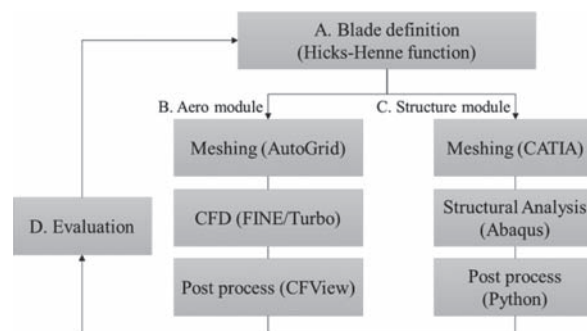 A. Blade definition
(Hicks-Henne function)
B. Aero module
C. Structure module
Meshing (AutoGrid)
Meshing (CATIA)
D. Evaluation
CFD (FINE/Turbo)
Structural Analysis
(Abaqus)
Post process (CFView)
Post process
(Python)